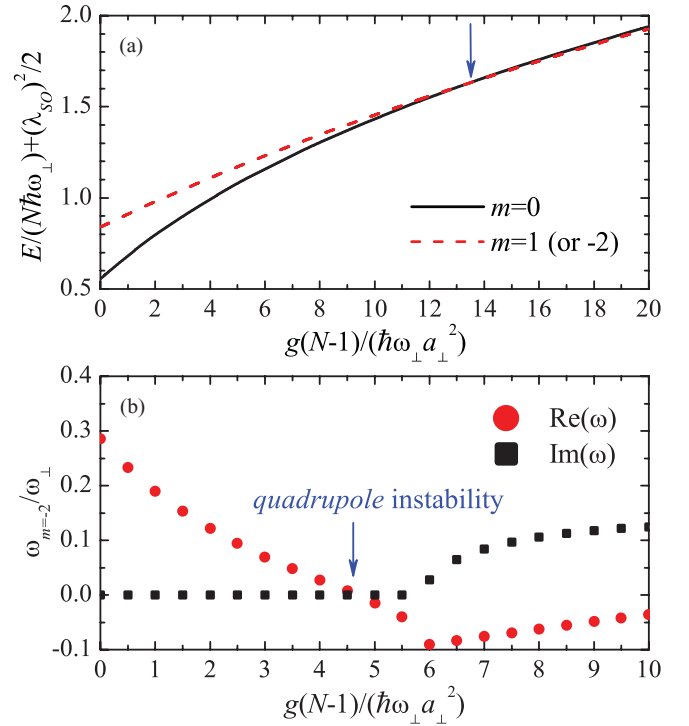 (a)
E/(Nħω⊥)+(λSO)²/2
2.0
1.5
1.0
0.5
m=0
m=1 (or -2)
0 2 4 6 8 10 12 14 16 18 20
g(N-1)/(ħω⊥a⊥²)
(b)
ωm=-2/ω⊥
0.4
0.3
0.2
0.1
0.0
-0.1
Re(ω)
Im(ω)
quadrupole instability
0 1 2 3 4 5 6 7 8 9 10
g(N-1)/(ħω⊥a⊥²)